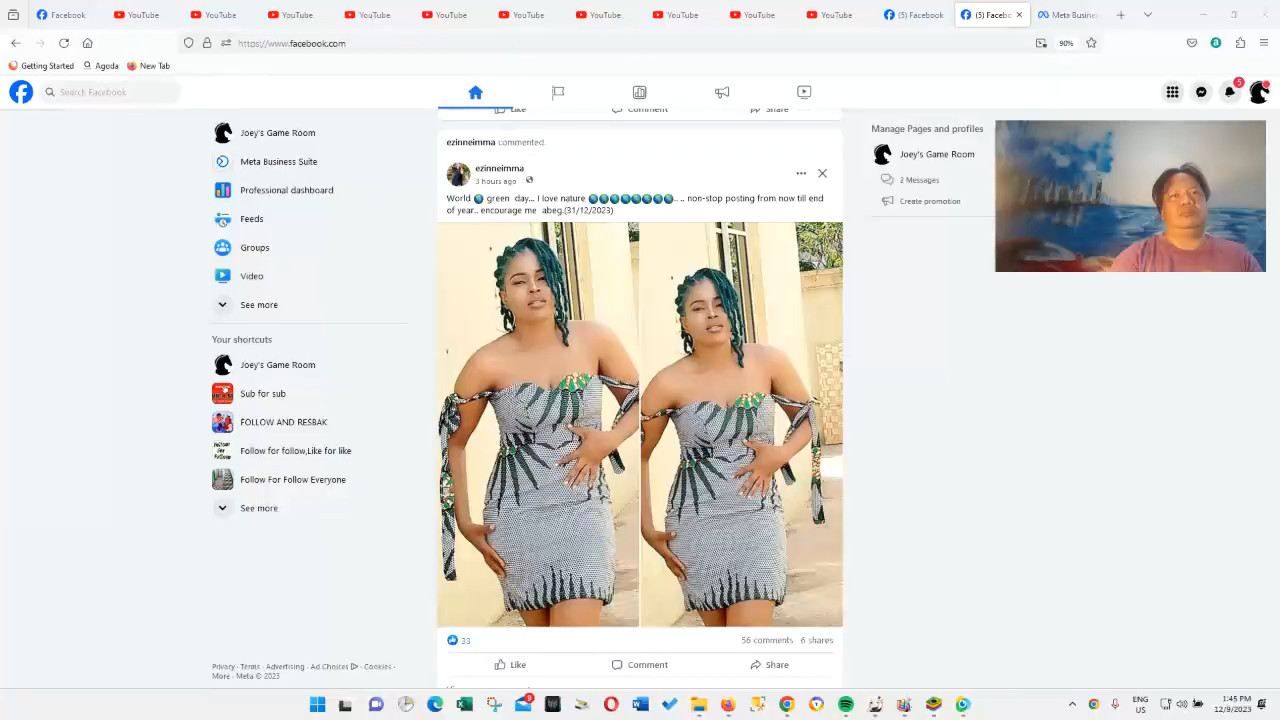 Facebook
YouTube
YouTube
YouTube
YouTube
YouTube
YouTube
YouTube
YouTube
YouTube
YouTube
(5) Facebook
(5) Facebo
Meta Busines
https://www.facebook.com
90%
Getting Started
Agoda
New Tab
Search Facebook
5
Like
Comment
Share
Joey's Game Room
Meta Business Suite
Professional dashboard
Feeds
Groups
Video
See more
Your shortcuts
Joey's Game Room
Sub for sub
FOLLOW AND RESBAK
Follow for follow,Like for like
Follow For Follow Everyone
See more
Privacy · Terms · Advertising · Ad Choices · Cookies ·
More · Meta © 2023
ezinneimma commented.
ezinneimma
3 hours ago
World green day... I love nature .. .. non-stop posting from now till end
of year.. encourage me abeg.(31/12/2023)
33
56 comments 6 shares
Like
Comment
Share
Manage Pages and profiles
Joey's Game Room
2 Messages
Create promotion
9
ENG
US
1:45 PM
12/9/2023